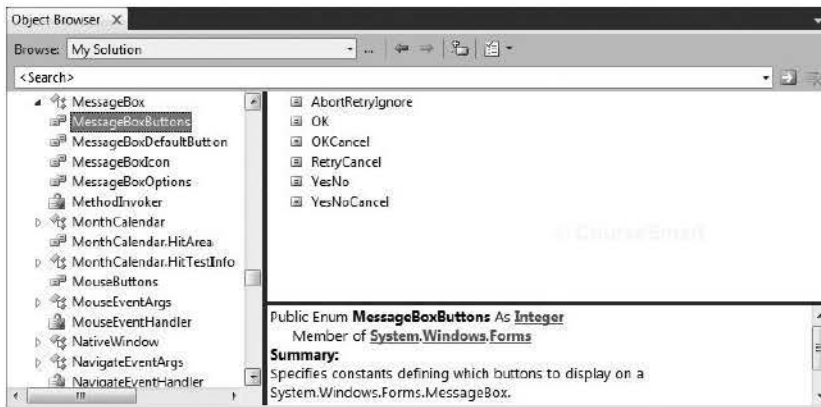 Object Browser X
Browse: My Solution ...
<Search>
MessageBox
MessageBoxButtons
MessageBoxDefaultButton
MessageBoxIcon
MessageBoxOptions
MethodInvoker
MonthCalendar
MonthCalendar.HitArea
MonthCalendar.HitTestInfo
MouseButtons
MouseEventArgs
MouseEventHandler
NativeWindow
NavigateEventArgs
NavigateEventHandler
AbortRetryIgnore
OK
OKCancel
RetryCancel
YesNo
YesNoCancel
CourseSmart
Public Enum MessageBoxButtons As Integer
Member of System.Windows.Forms
Summary:
Specifies constants defining which buttons to display on a
System.Windows.Forms.MessageBox.